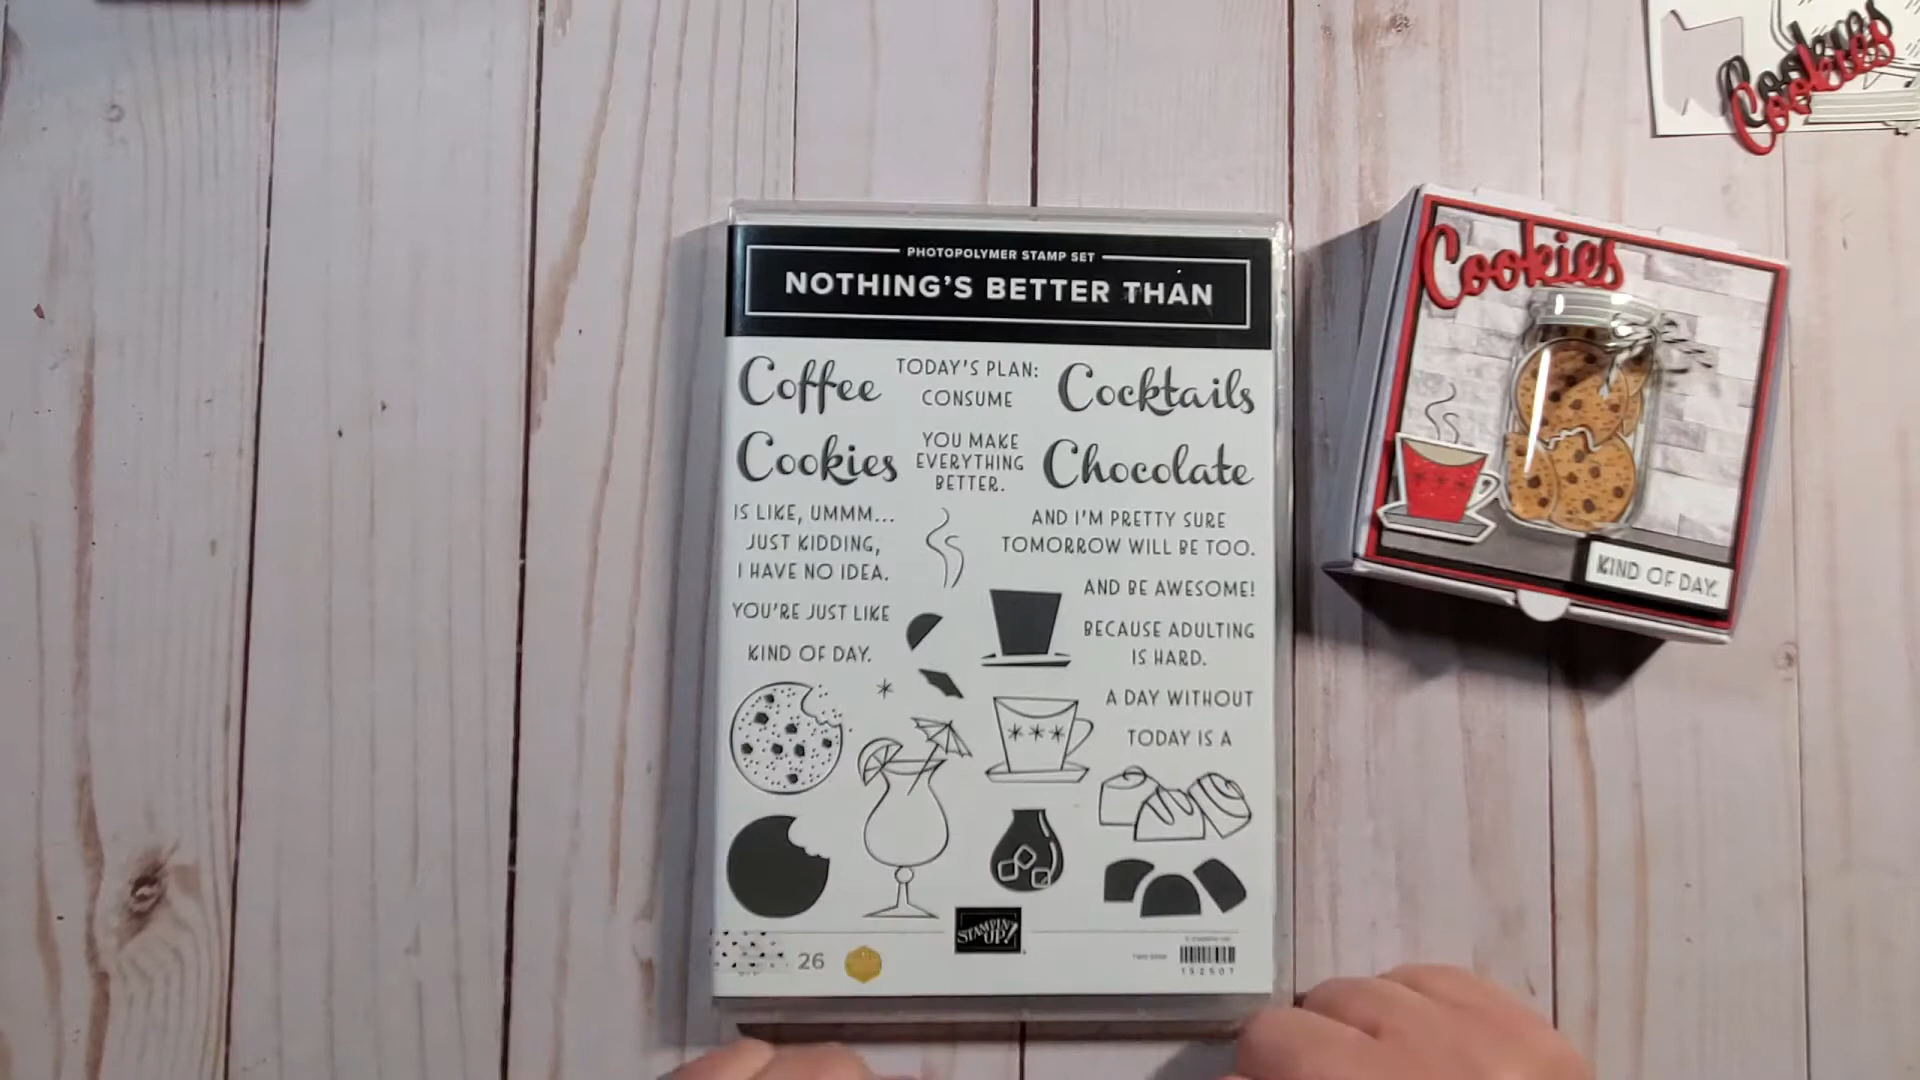 PHOTOPOLYMER STAMP SET
NOTHING'S BETTER THAN
Coffee
TODAY'S PLAN:
CONSUME
Cocktails
Cookies
YOU MAKE
EVERYTHING
BETTER.
Chocolate
IS LIKE, UMMM...
JUST KIDDING,
I HAVE NO IDEA.
AND I'M PRETTY SURE
TOMORROW WILL BE TOO.
AND BE AWESOME!
YOU'RE JUST LIKE
BECAUSE ADULTING
IS HARD.
KIND OF DAY.
A DAY WITHOUT
TODAY IS A
STAMPIN'
UP!
26
152507
Cookies
KIND OF DAY.
Cookies
Cookies